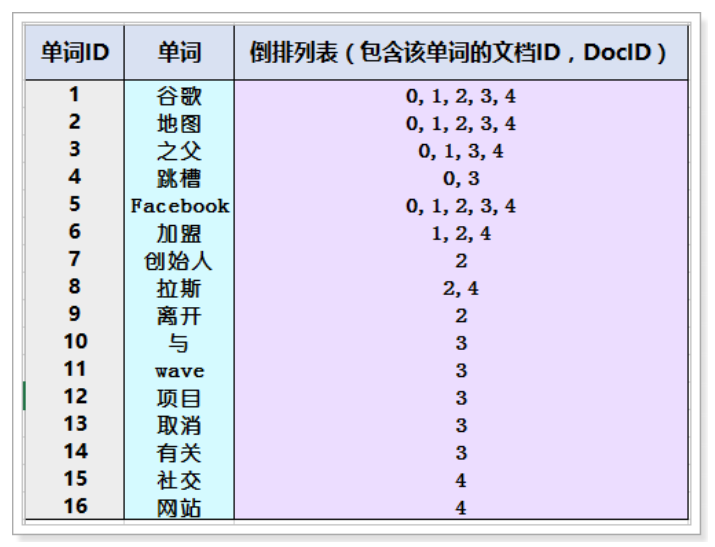 单词ID 单词 倒排列表（包含该单词的文档ID，DocID）
1 谷歌 0, 1, 2, 3, 4
2 地图 0, 1, 2, 3, 4
3 之父 0, 1, 3, 4
4 跳槽 0, 3
5 Facebook 0, 1, 2, 3, 4
6 加盟 1, 2, 4
7 创始人 2
8 拉斯 2, 4
9 离开 2
10 与 3
11 wave 3
12 项目 3
13 取消 3
14 有关 3
15 社交 4
16 网站 4